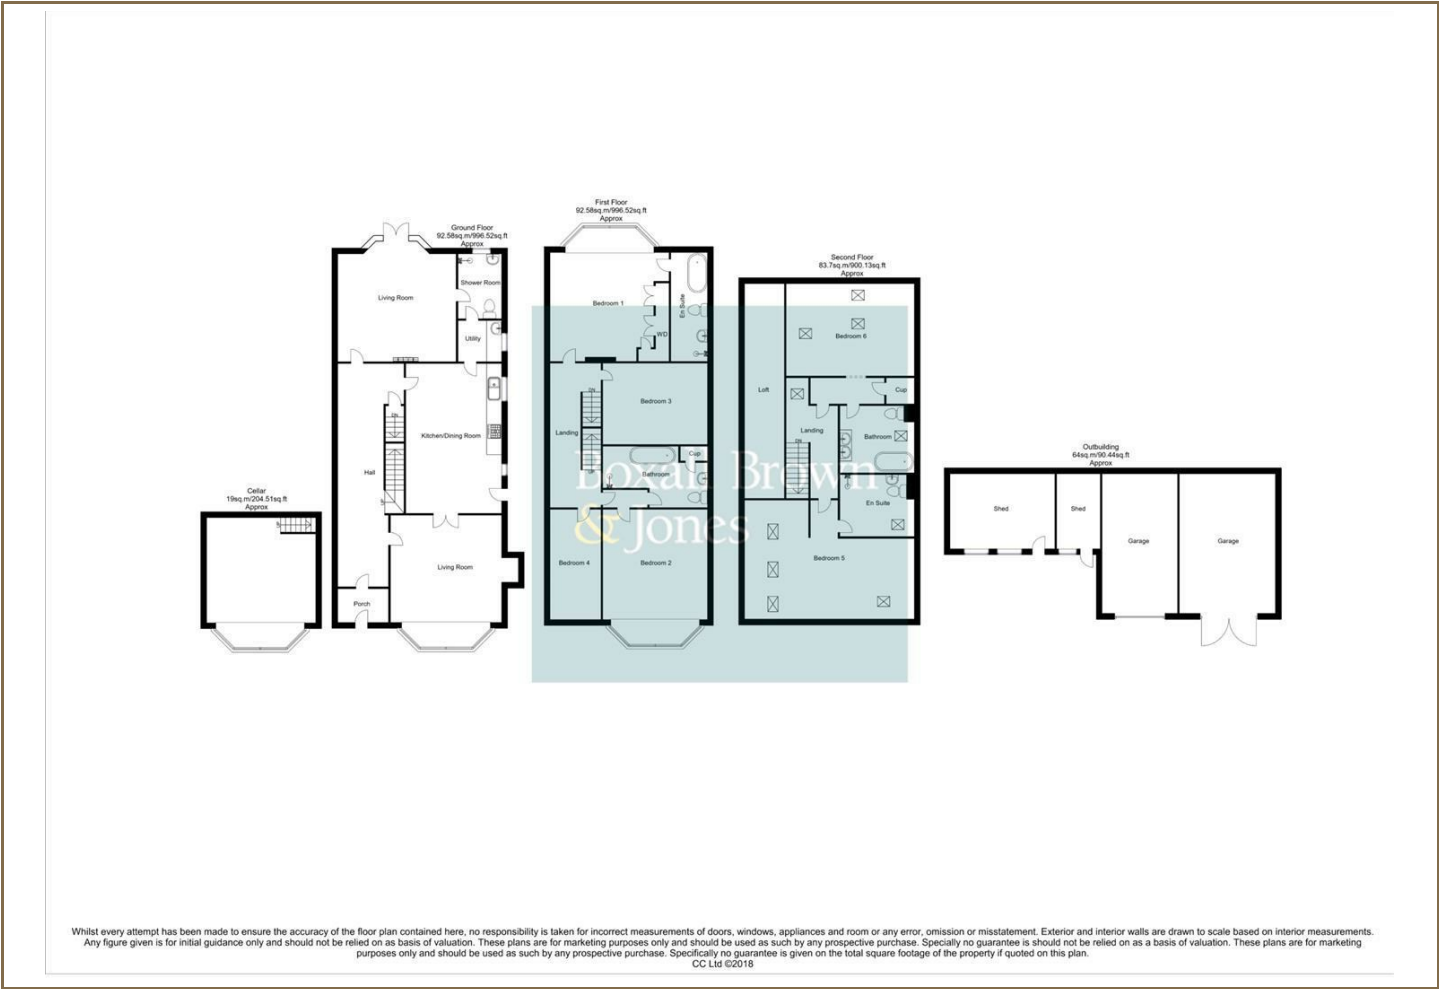 First Floor
92.58sq.m/996.52sq.ft
Approx
Ground Floor
92.58sq.m/996.52sq.ft
Approx
Shower Room
Living Room
Utility
Kitchen/Dining Room
DN
Hall
UP
Living Room
Porch
Cellar
19sq.m/204.51sq.ft
Approx
UP
Bedroom 1
En Suite
WD
DN
Bedroom 3
Landing
UP
Bathroom
Cup
Bedroom 4
Bedroom 2
Second Floor
83.7sq.m/900.13sq.ft
Approx
Bedroom 6
Loft
Cup
Landing
DN
Bathroom
En Suite
Bedroom 5
Boxall Brown
& Jones
Outbuilding
64sq.m/90.44sq.ft
Approx
Shed
Shed
Garage
Garage
Whilst every attempt has been made to ensure the accuracy of the floor plan contained here, no responsibility is taken for incorrect measurements of doors, windows, appliances and room or any error, omission or misstatement. Exterior and interior walls are drawn to scale based on interior measurements.
Any figure given is for initial guidance only and should not be relied on as basis of valuation. These plans are for marketing purposes only and should be used as such by any prospective purchase. Specially no guarantee is should not be relied on as a basis of valuation. These plans are for marketing
purposes only and should be used as such by any prospective purchase. Specifically no guarantee is given on the total square footage of the property if quoted on this plan.
CC Ltd ©2018